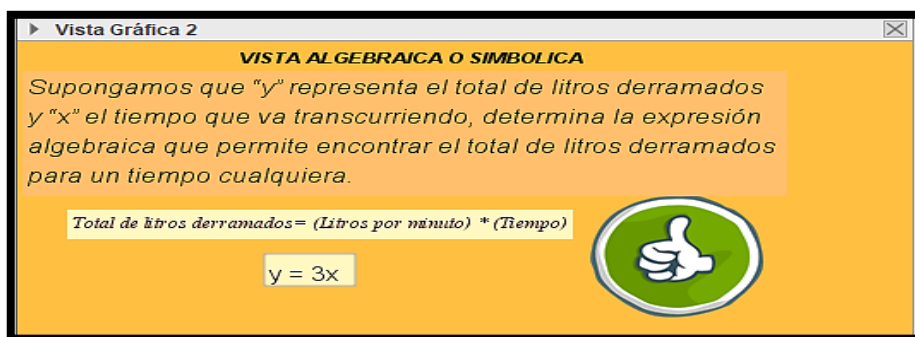 Vista Gráfica 2
VISTA ALGEBRAICA O SIMBOLICA
Supongamos que "y" representa el total de litros derramados
y "x" el tiempo que va transcurriendo, determina la expresión
algebraica que permite encontrar el total de litros derramados
para un tiempo cualquiera.
Total de litros derramados= (Litros por minuto) * (Tiempo)
y = 3x